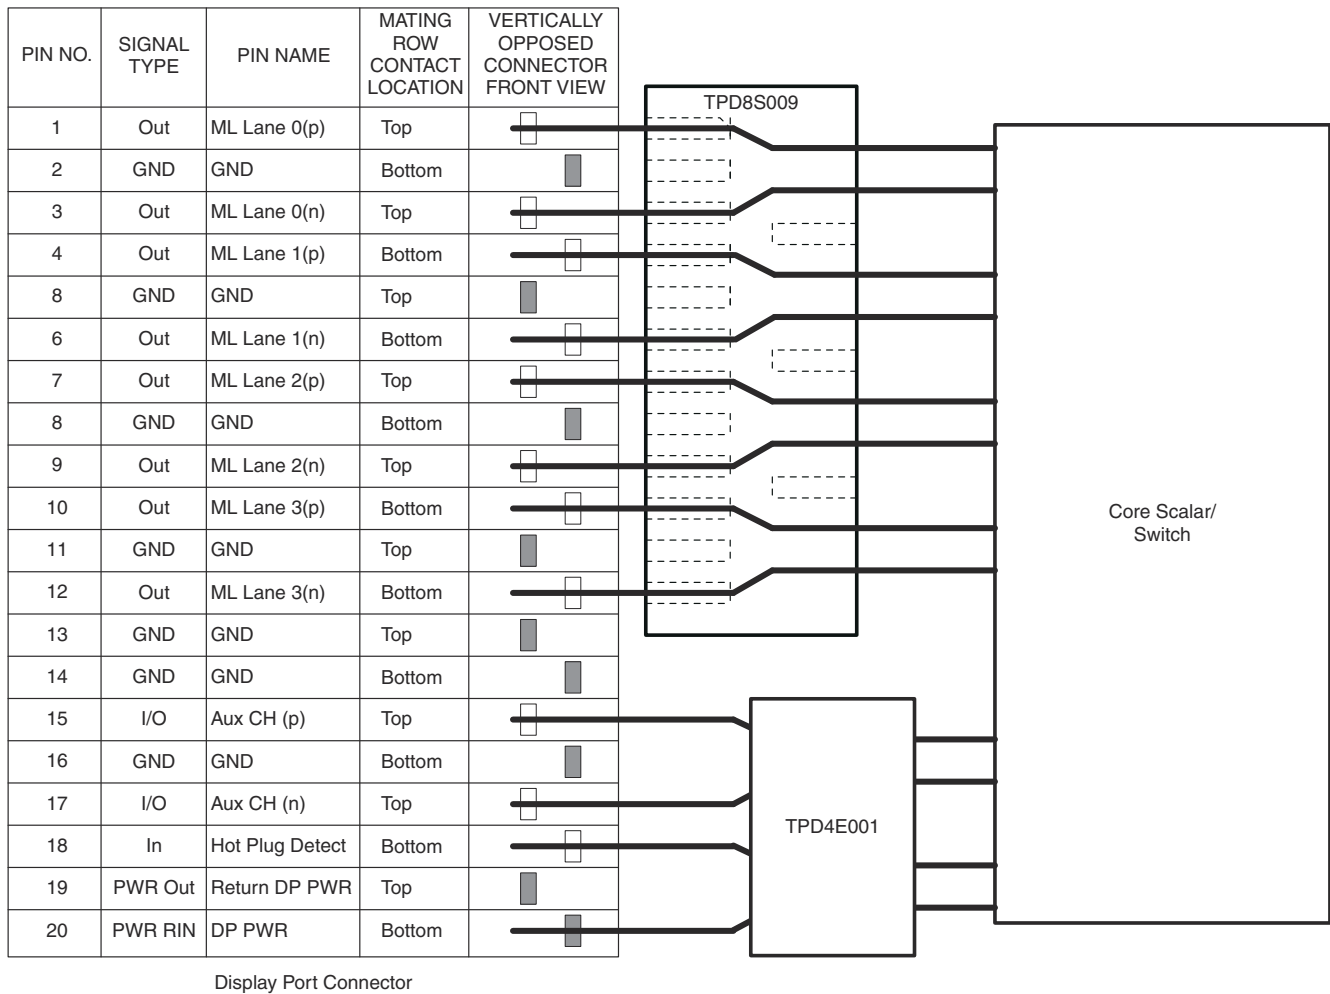 PIN NO. SIGNAL TYPE PIN NAME MATING ROW CONTACT LOCATION VERTICALLY OPPOSED CONNECTOR FRONT VIEW
1 Out ML Lane 0(p) Top
2 GND GND Bottom
3 Out ML Lane 0(n) Top
4 Out ML Lane 1(p) Bottom
8 GND GND Top
6 Out ML Lane 1(n) Bottom
7 Out ML Lane 2(p) Top
8 GND GND Bottom
9 Out ML Lane 2(n) Top
10 Out ML Lane 3(p) Bottom
11 GND GND Top
12 Out ML Lane 3(n) Bottom
13 GND GND Top
14 GND GND Bottom
15 I/O Aux CH (p) Top
16 GND GND Bottom
17 I/O Aux CH (n) Top
18 In Hot Plug Detect Bottom
19 PWR Out Return DP PWR Top
20 PWR RIN DP PWR Bottom
Display Port Connector
TPD8S009
TPD4E001
Core Scalar/
Switch